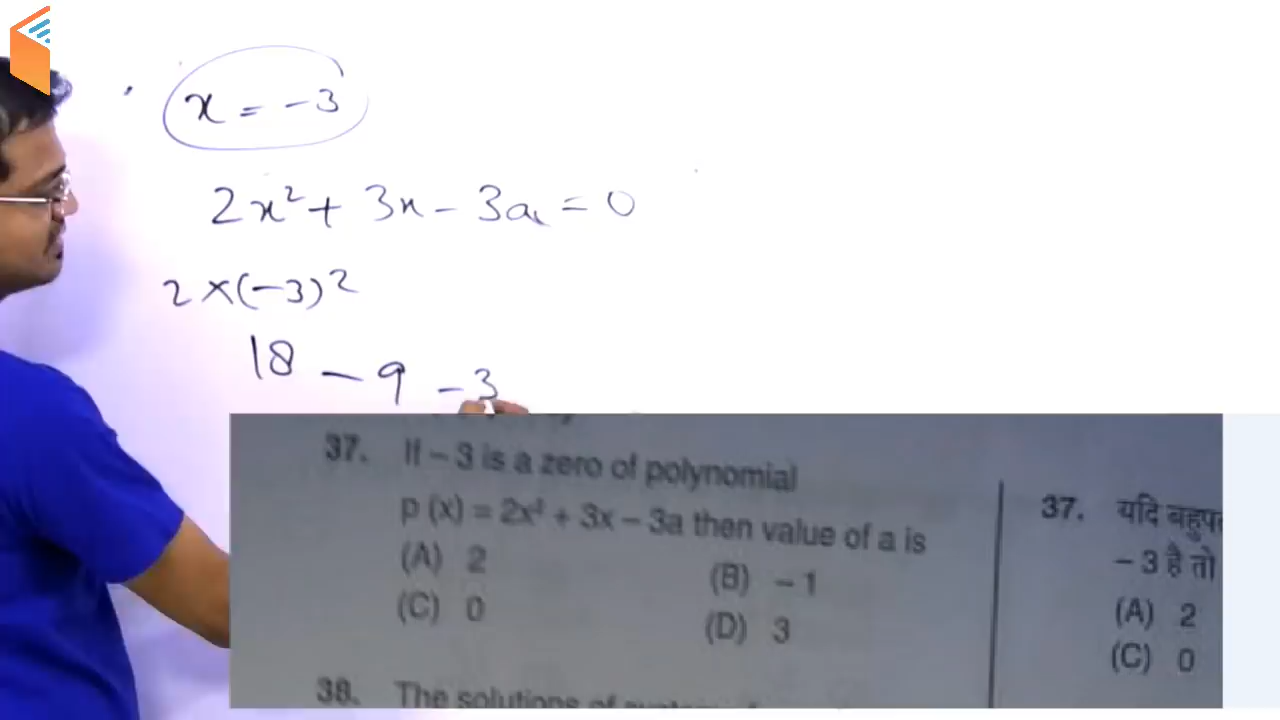 x = -3
2x² + 3x - 3a = 0
2 × (-3)²
18 - 9 - 3
37. If – 3 is a zero of polynomial
p (x) = 2x² + 3x – 3a then value of a is
(A) 2 (B) – 1
(C) 0 (D) 3
38. The solutions of
37. यदि
– 3 है तो
(A) 2
(C) 0